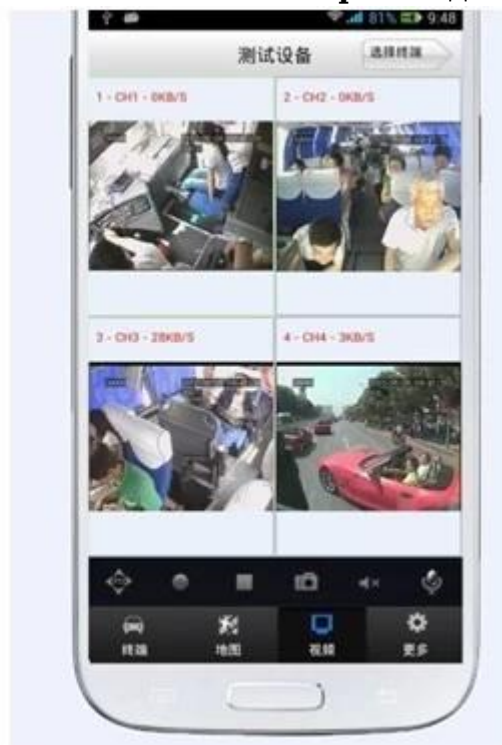 81% 9:48
测试设备 选择终端
1 - CH1 - 0KB/S 2 - CH2 - 0KB/S
3 - CH3 - 28KB/S 4 - CH4 - 3KB/S
终端 地图 视频 更多